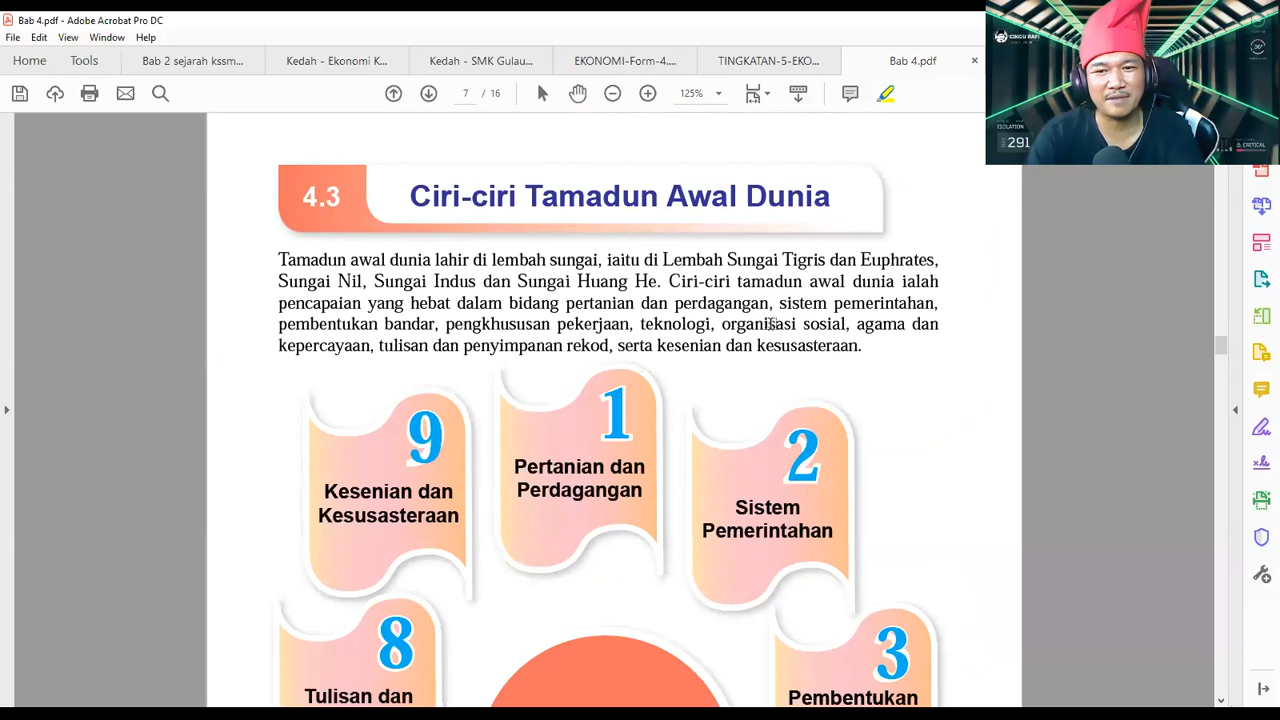 Bab 4.pdf - Adobe Acrobat Pro DC
File Edit View Window Help
Home Tools Bab 2 sejarah kssm... Kedah - Ekonomi K... Kedah - SMK Gulau... EKONOMI-Form-4.... TINGKATAN-5-EKO... Bab 4.pdf ×
7 / 16 125%
CIKGU RAFI
ISOLATION
291
CRITICAL
4.3 Ciri-ciri Tamadun Awal Dunia
Tamadun awal dunia lahir di lembah sungai, iaitu di Lembah Sungai Tigris dan Euphrates,
Sungai Nil, Sungai Indus dan Sungai Huang He. Ciri-ciri tamadun awal dunia ialah
pencapaian yang hebat dalam bidang pertanian dan perdagangan, sistem pemerintahan,
pembentukan bandar, pengkhususan pekerjaan, teknologi, organisasi sosial, agama dan
kepercayaan, tulisan dan penyimpanan rekod, serta kesenian dan kesusasteraan.
9
Kesenian dan
Kesusasteraan
1
Pertanian dan
Perdagangan
2
Sistem
Pemerintahan
8
Tulisan dan
3
Pembentukan